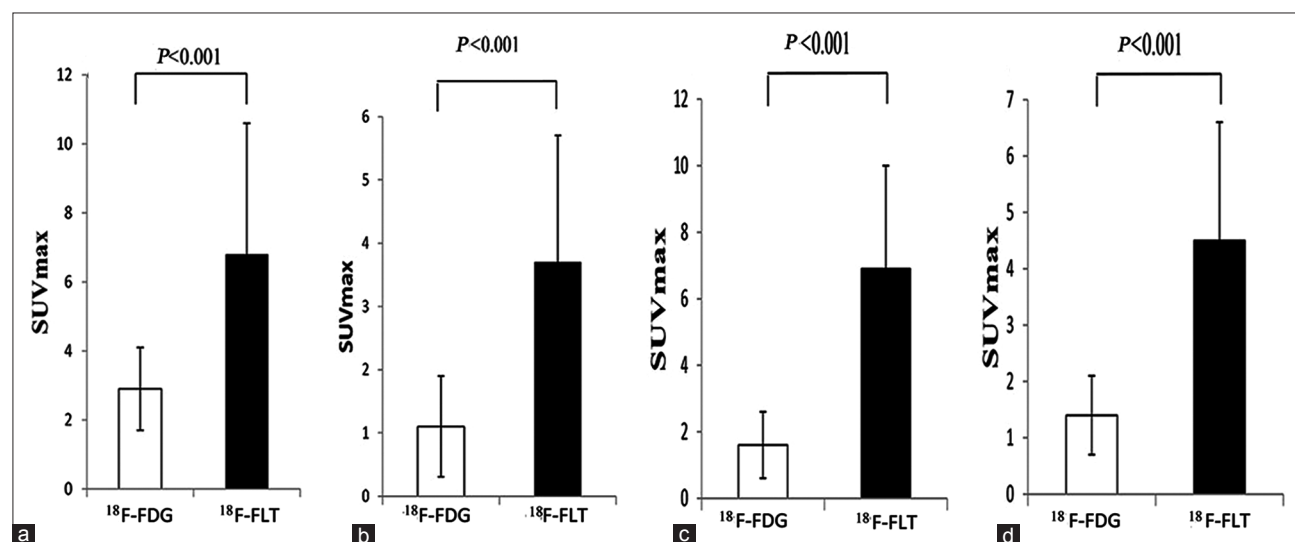 P<0.001
12
10
8
6
4
2
0
SUVmax
¹⁸F-FDG ¹⁸F-FLT
a
P<0.001
6
5
4
3
2
1
0
SUVmax
¹⁸F-FDG ¹⁸F-FLT
b
P<0.001
12
10
8
6
4
2
0
SUVmax
¹⁸F-FDG ¹⁸F-FLT
c
P<0.001
7
6
5
4
3
2
1
0
SUVmax
¹⁸F-FDG ¹⁸F-FLT
d